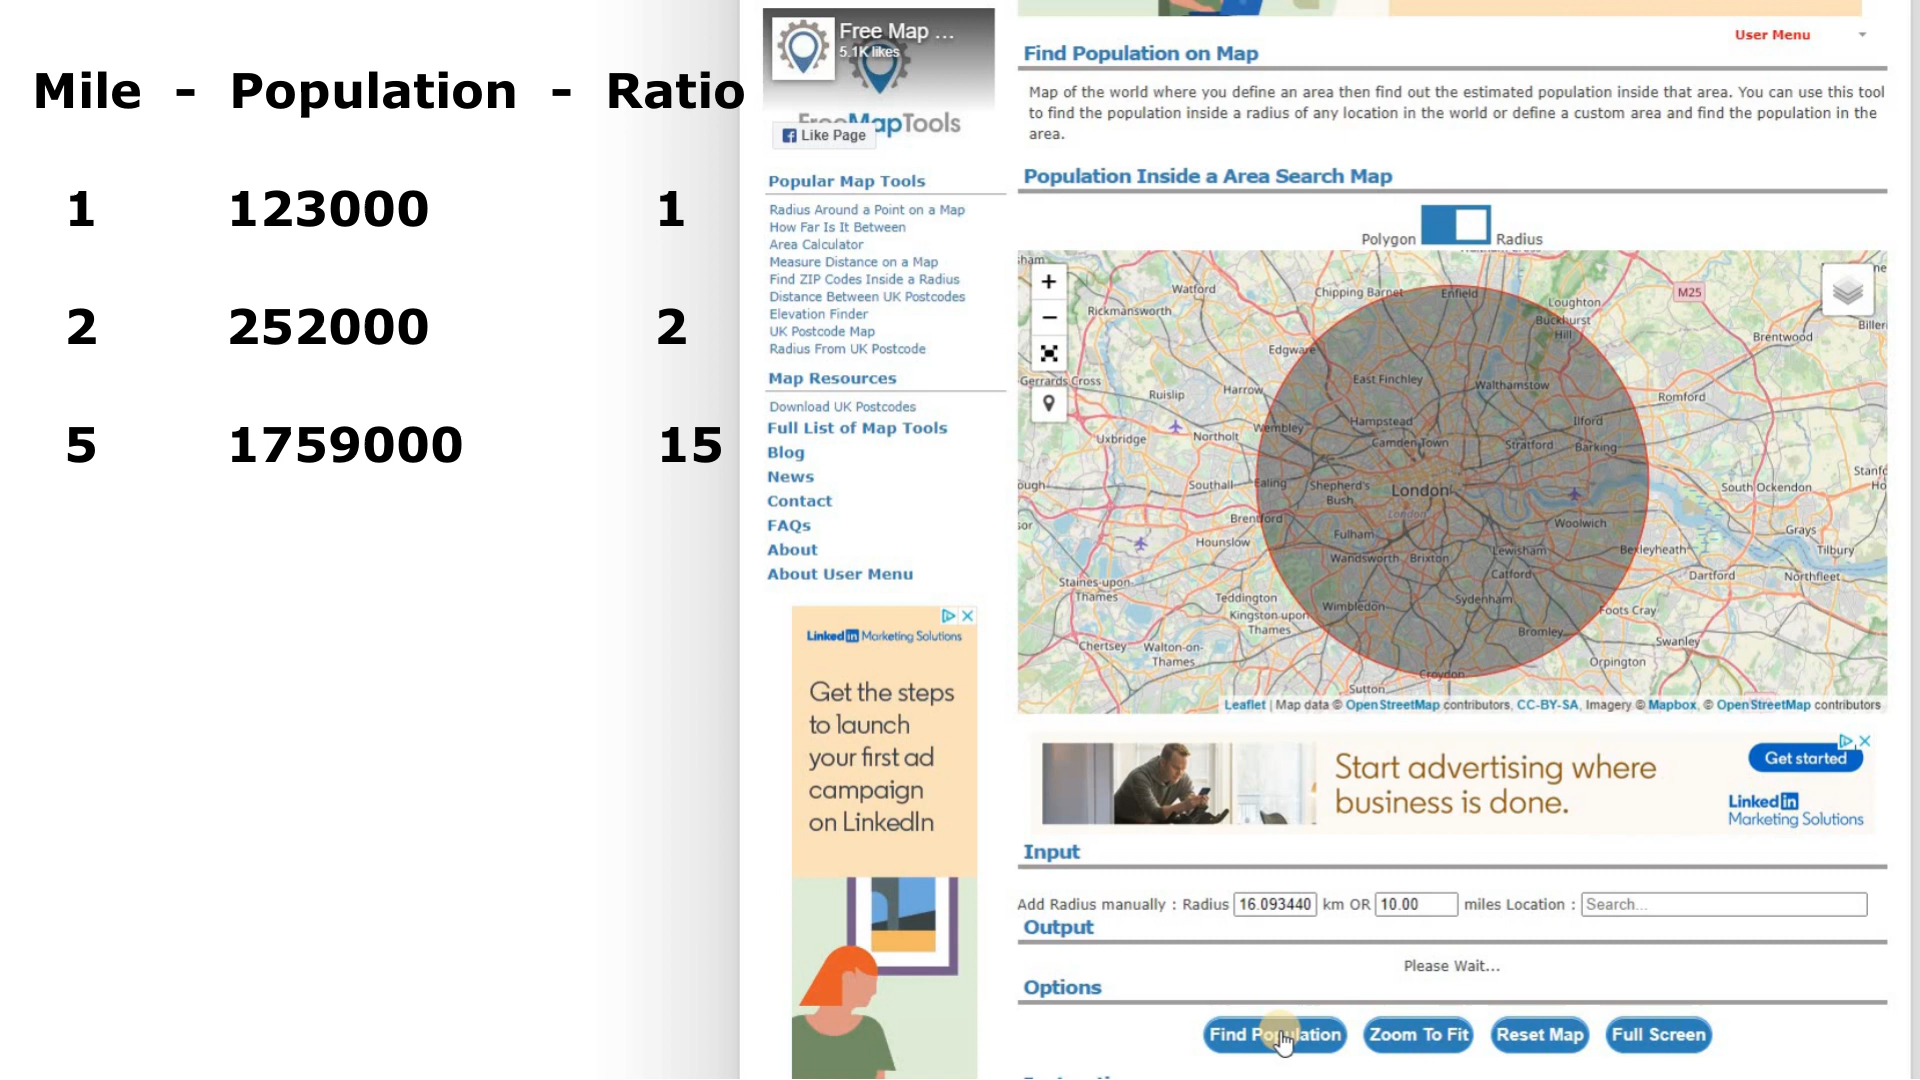 Mile - Population - Ratio
1 123000 1
2 252000 2
5 1759000 15
Free Map ...
5.1K likes
FreeMapTools
Like Page
Popular Map Tools
Radius Around a Point on a Map
How Far Is It Between
Area Calculator
Measure Distance on a Map
Find ZIP Codes Inside a Radius
Distance Between UK Postcodes
Elevation Finder
UK Postcode Map
Radius From UK Postcode
Map Resources
Download UK Postcodes
Full List of Map Tools
Blog
News
Contact
FAQs
About
About User Menu
Linked in Marketing Solutions
Get the steps
to launch
your first ad
campaign
on LinkedIn
User Menu
Find Population on Map
Map of the world where you define an area then find out the estimated population inside that area. You can use this tool
to find the population inside a radius of any location in the world or define a custom area and find the population in the
area.
Population Inside a Area Search Map
Polygon Radius
+
−
Watford
Chipping Barnet
Enfield
Loughton
M25
Rickmansworth
Buckhurst
Hill
Brentwood
Edgware
Gerrards Cross
East Finchley
Walthamstow
Ruislip
Harrow
Romford
Hampstead
Ilford
Wembley
Uxbridge
Northolt
Camden Town
Stratford
Barking
Southall
Ealing
Shepherd's
Bush
London
London
South Ockendon
Brentford
Woolwich
Grays
Hounslow
Fulham
Tilbury
Wandsworth
Brixton
Lewisham
Bexleyheath
Staines-upon-
Thames
Catford
Dartford
Northfleet
Teddington
Wimbledon
Sydenham
Foots Cray
Kingston upon
Thames
Bromley
Swanley
Chertsey
Walton-on-
Thames
Orpington
Croydon
Sutton
Leaflet | Map data © OpenStreetMap contributors, CC-BY-SA, Imagery © Mapbox, © OpenStreetMap contributors
Start advertising where
business is done.
Get started
Linked in
Marketing Solutions
Input
Add Radius manually : Radius 16.093440 km OR 10.00 miles Location : Search...
Output
Please Wait...
Options
Find Population Zoom To Fit Reset Map Full Screen